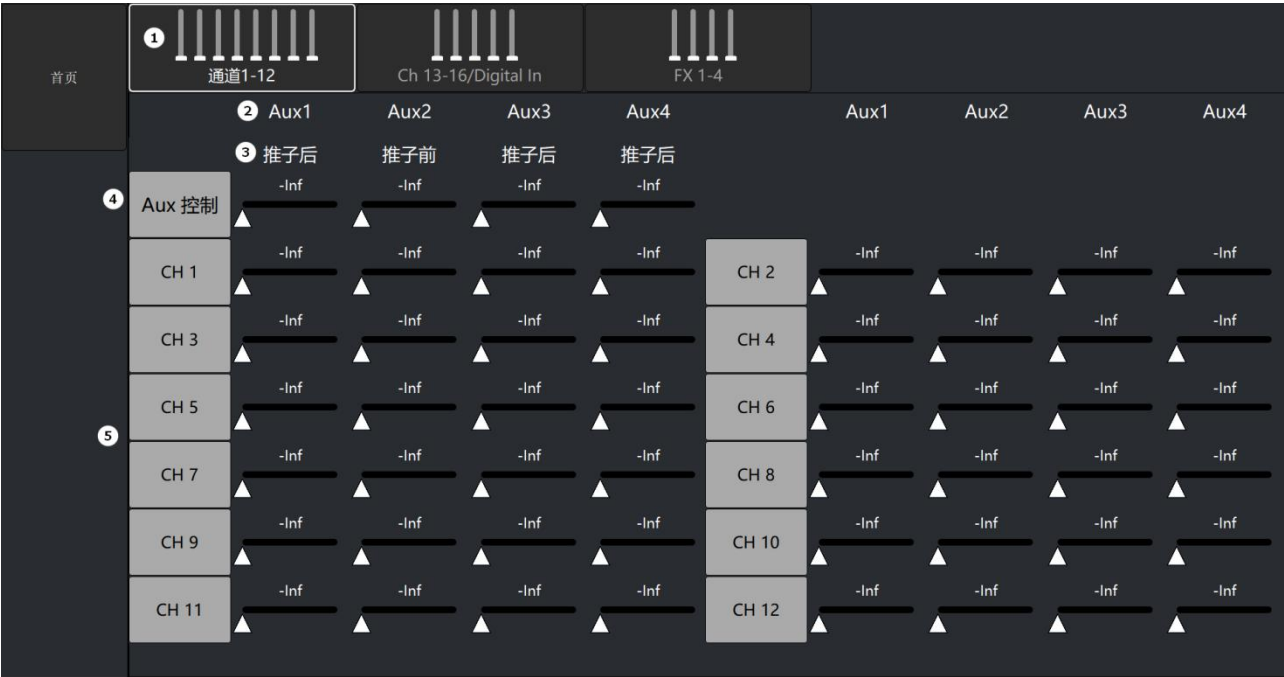 首页
1
通道1-12
Ch 13-16/Digital In
FX 1-4
2 Aux1 Aux2 Aux3 Aux4 Aux1 Aux2 Aux3 Aux4
3 推子后 推子前 推子后 推子后
-Inf -Inf -Inf -Inf
4 Aux 控制
-Inf -Inf -Inf -Inf -Inf -Inf -Inf -Inf
CH 1 CH 2
-Inf -Inf -Inf -Inf -Inf -Inf -Inf -Inf
CH 3 CH 4
-Inf -Inf -Inf -Inf -Inf -Inf -Inf -Inf
CH 5 CH 6
5
-Inf -Inf -Inf -Inf -Inf -Inf -Inf -Inf
CH 7 CH 8
-Inf -Inf -Inf -Inf -Inf -Inf -Inf -Inf
CH 9 CH 10
-Inf -Inf -Inf -Inf -Inf -Inf -Inf -Inf
CH 11 CH 12